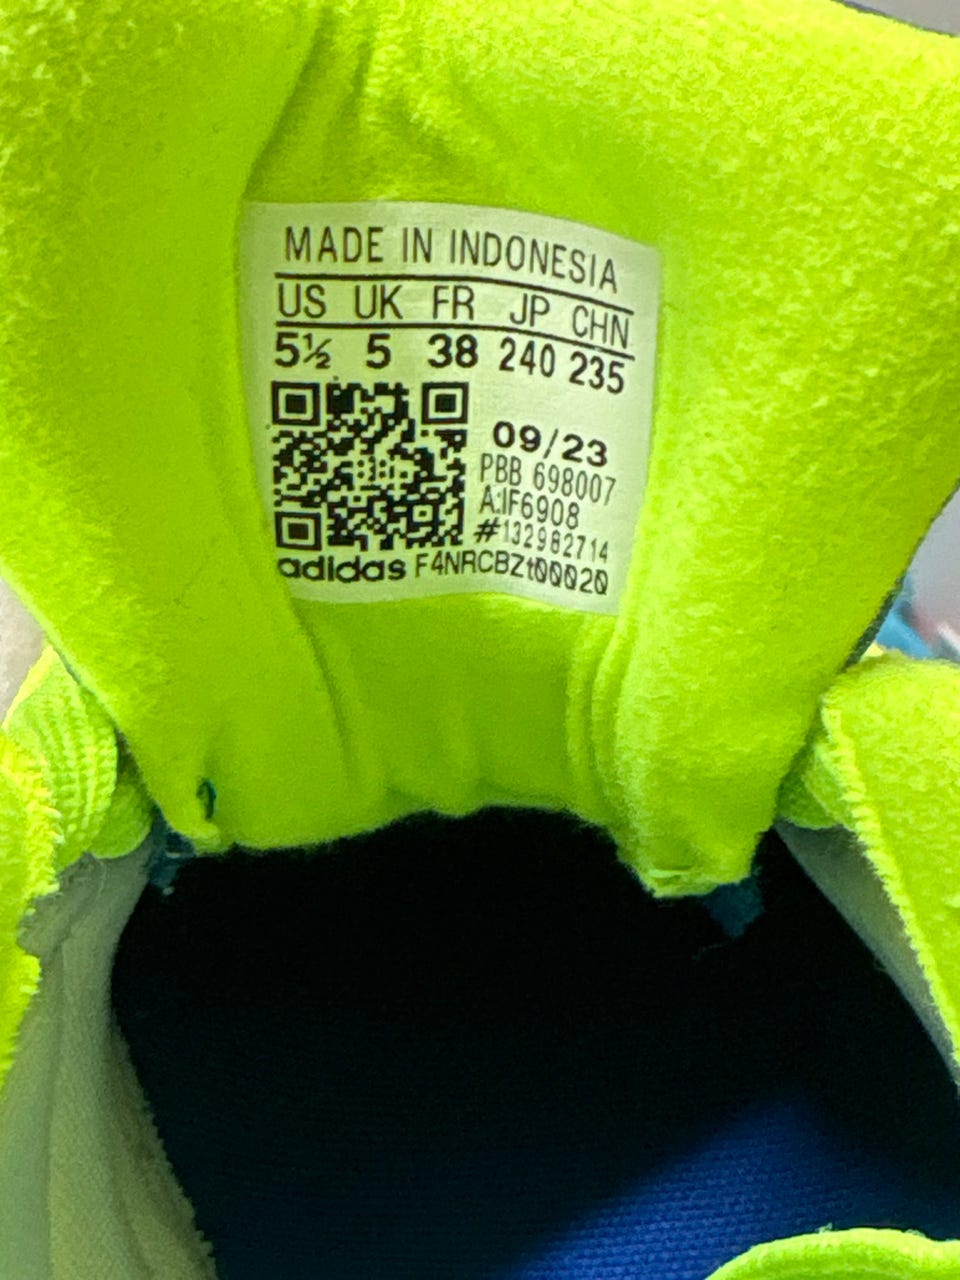 MADE IN INDONESIA
US UK FR JP CHN
5½ 5 38 240 235
09/23
PBB 698007
A:IF6908
#132982714
adidas F4NRCBZt00020